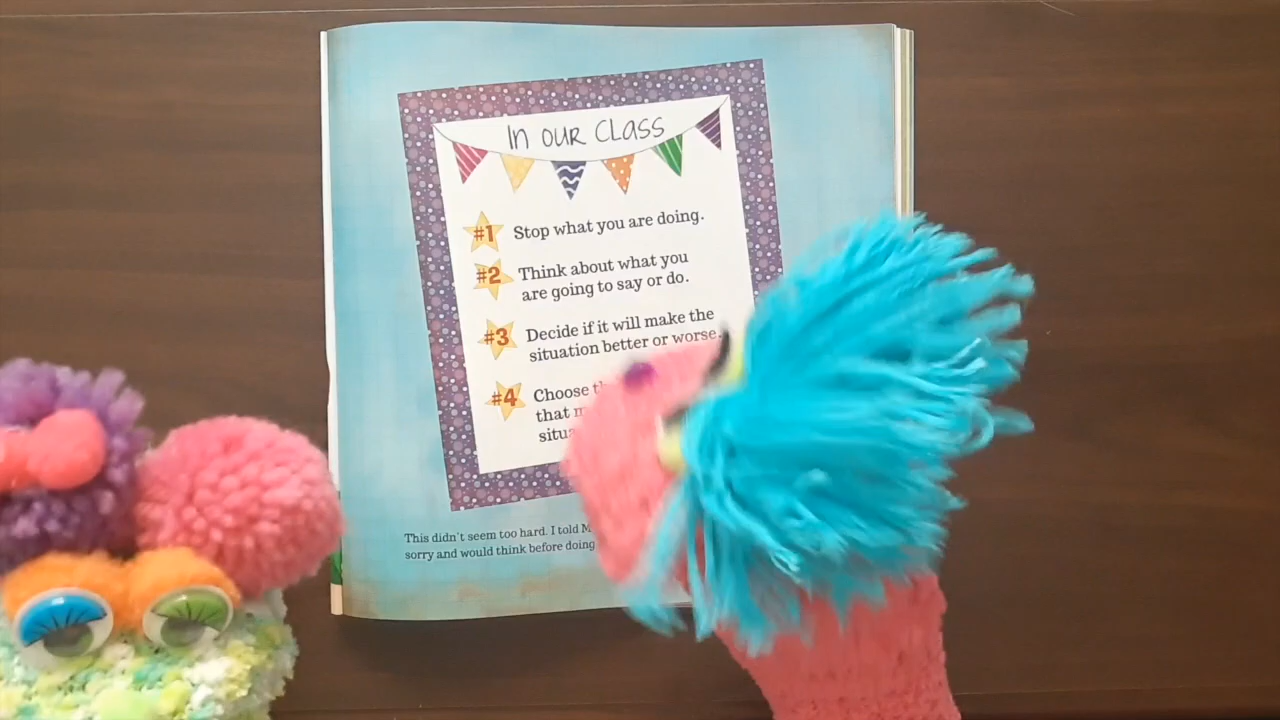 In our Class
#1 Stop what you are doing.
#2 Think about what you
are going to say or do.
#3 Decide if it will make the
situation better or worse.
#4 Choose
that
This didn't seem too hard. I told
sorry and would think before doing